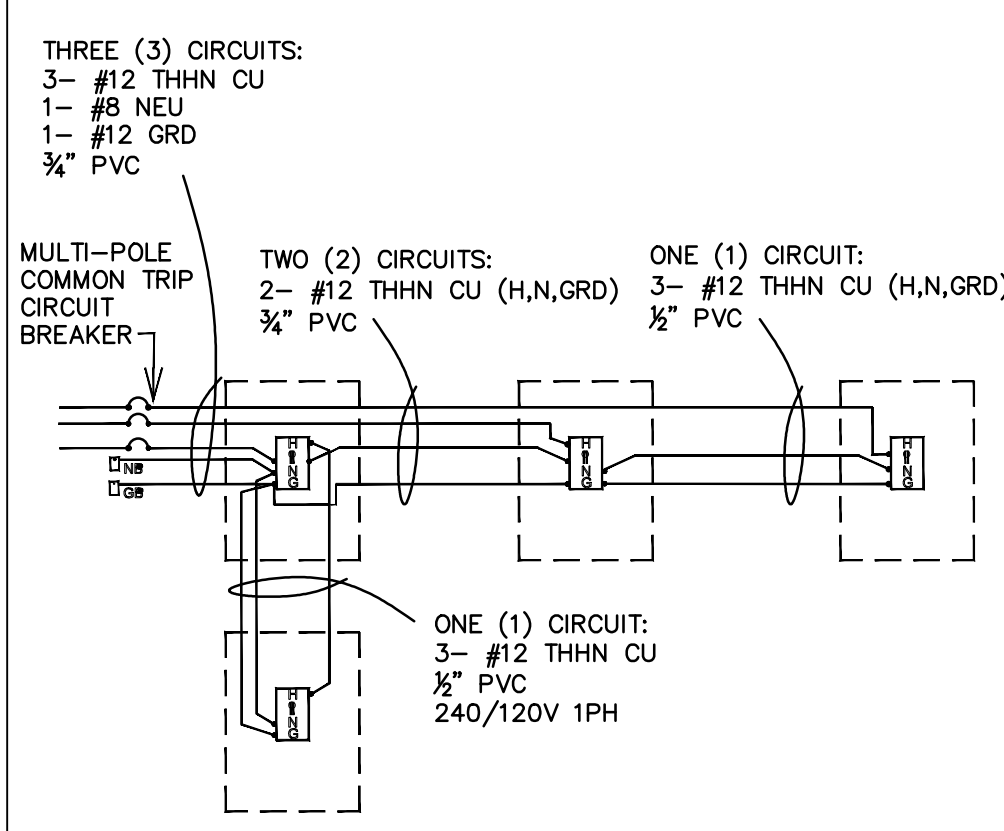 THREE (3) CIRCUITS:
3– #12 THHN CU
1– #8 NEU
1– #12 GRD
¾" PVC
MULTI–POLE
COMMON TRIP
CIRCUIT
BREAKER
TWO (2) CIRCUITS:
2– #12 THHN CU (H,N,GRD)
¾" PVC
ONE (1) CIRCUIT:
3– #12 THHN CU (H,N,GRD)
½" PVC
NB
GB
H
N
G
H
N
G
H
N
G
ONE (1) CIRCUIT:
3– #12 THHN CU
½" PVC
240/120V 1PH
H
N
G